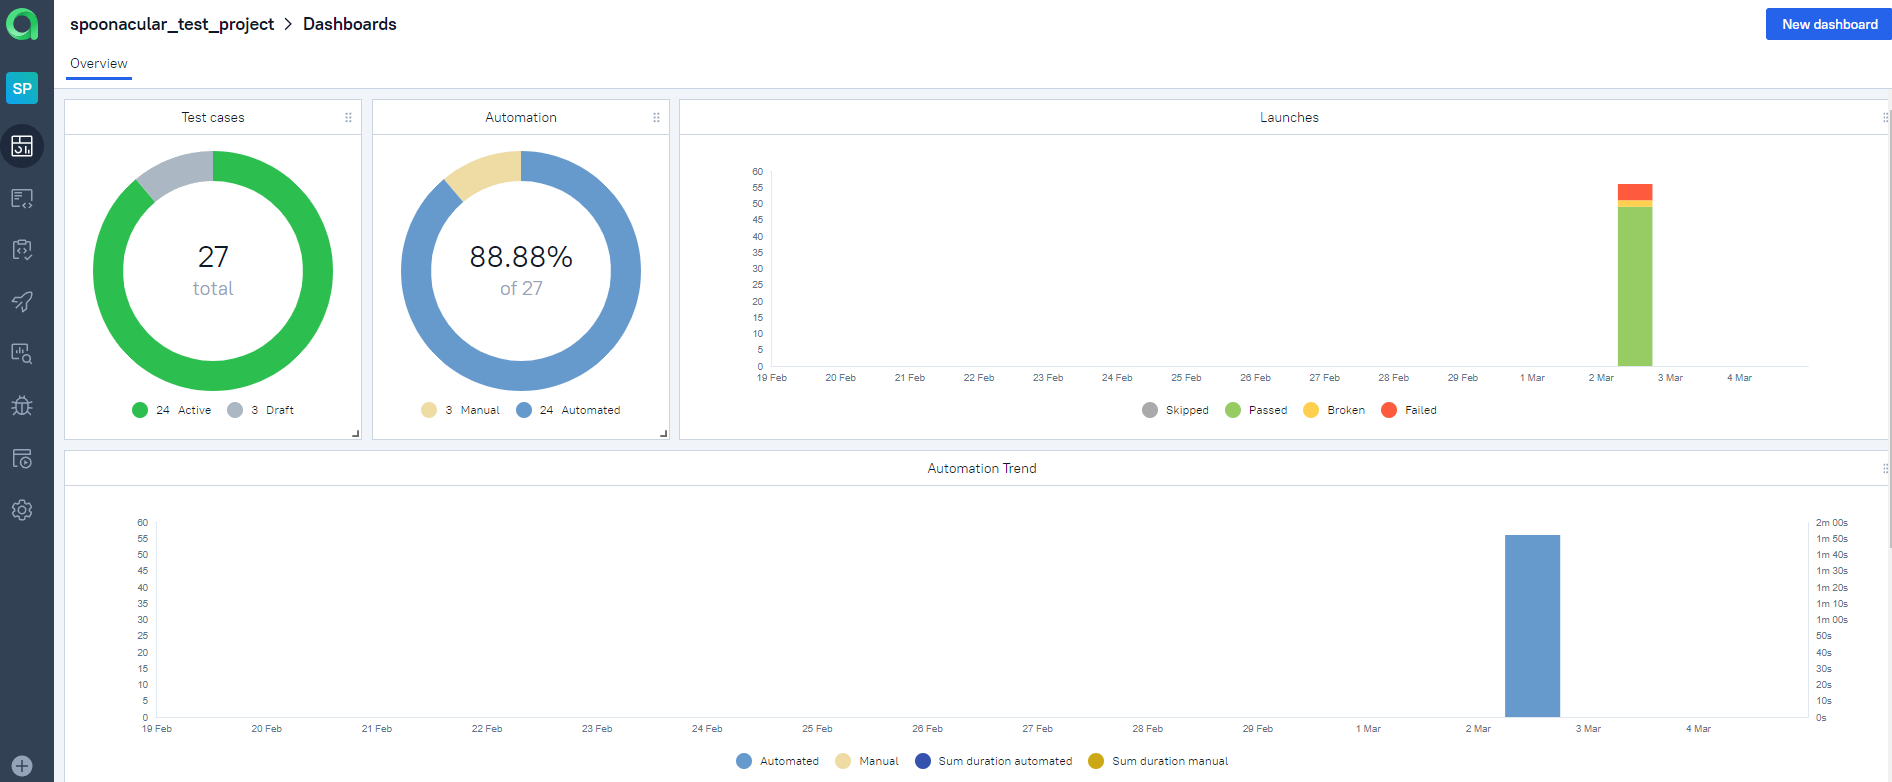 spoonacular_test_project > Dashboards
New dashboard
Overview
SP
Test cases
27
total
24 Active 3 Draft
Automation
88.88%
of 27
3 Manual 24 Automated
Launches
60
55
50
45
40
35
30
25
20
15
10
5
0
19 Feb 20 Feb 21 Feb 22 Feb 23 Feb 24 Feb 25 Feb 26 Feb 27 Feb 28 Feb 29 Feb 1 Mar 2 Mar 3 Mar 4 Mar
Skipped Passed Broken Failed
Automation Trend
60 2m 00s
55 1m 50s
50 1m 40s
45 1m 30s
40 1m 20s
35 1m 10s
30 1m 00s
25 50s
20 40s
15 30s
10 20s
5 10s
0 0s
19 Feb 20 Feb 21 Feb 22 Feb 23 Feb 24 Feb 25 Feb 26 Feb 27 Feb 28 Feb 29 Feb 1 Mar 2 Mar 3 Mar 4 Mar
Automated Manual Sum duration automated Sum duration manual